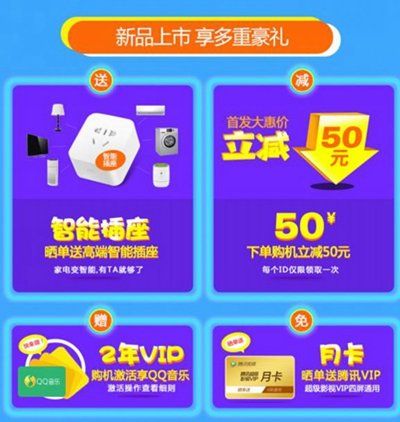 新品上市 享多重豪礼
送
减
智能
插座
首发大惠价
立减
50
元
智能插座
晒单送高端智能插座
家电变智能,有TA就够了
50¥
下单购机立减50元
每个ID仅限领取一次
赠
免
2年VIP
购机激活享QQ音乐
激活操作查看细则
QQ音乐
月卡
晒单送腾讯VIP
超级影视VIP四屏通用
月卡